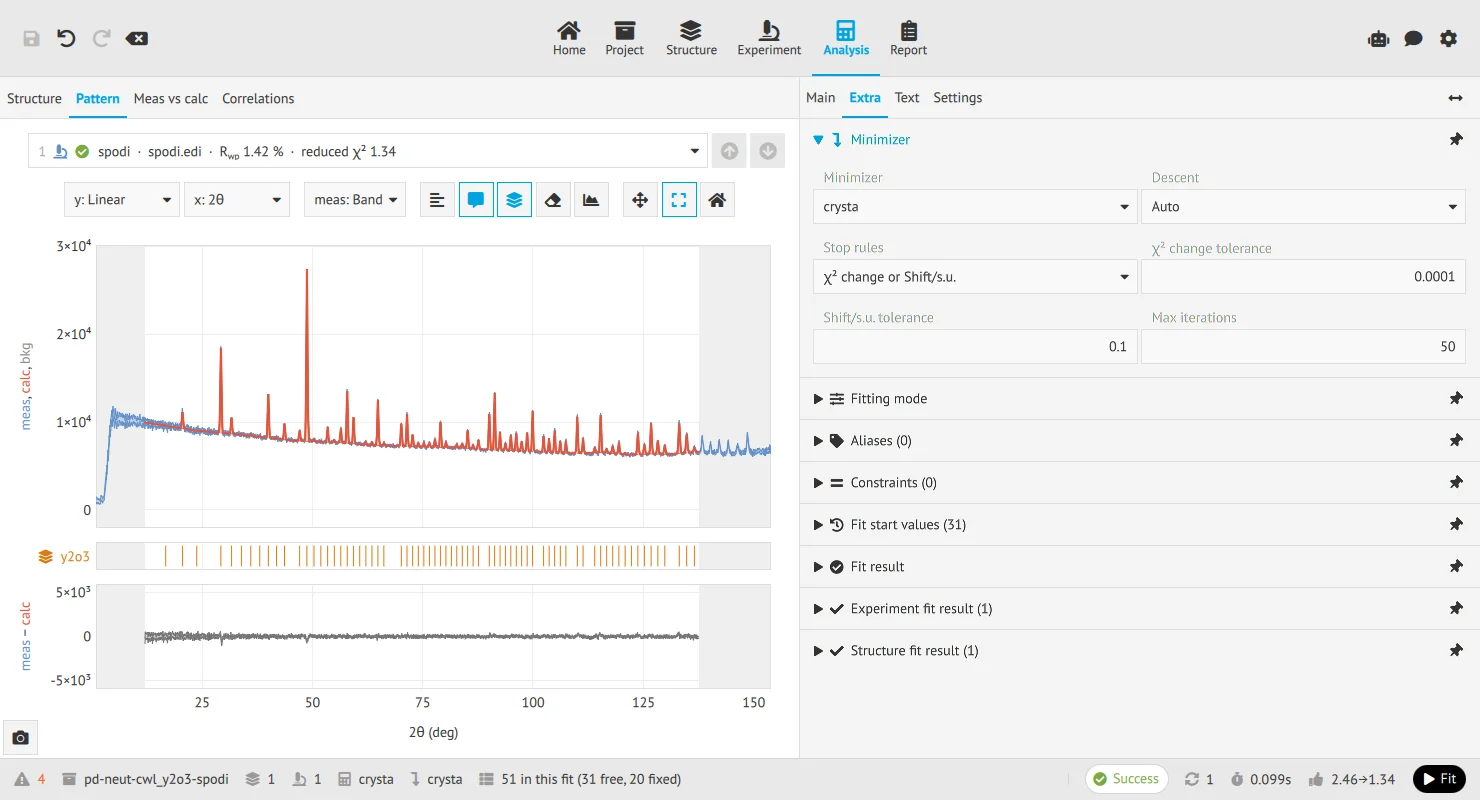 Home Project Structure Experiment Analysis Report
Structure Pattern Meas vs calc Correlations
Main Extra Text Settings
1 spodi · spodi.edi · Rwp 1.42 % · reduced χ² 1.34
y: Linear x: 2θ meas: Band
3×10⁴
2×10⁴
1×10⁴
0
meas, calc, bkg
y2o3
5×10³
0
-5×10³
meas − calc
25 50 75 100 125 150
2θ (deg)
Minimizer
Minimizer Descent
crysta Auto
Stop rules χ² change tolerance
χ² change or Shift/s.u. 0.0001
Shift/s.u. tolerance Max iterations
0.1 50
Fitting mode
Aliases (0)
Constraints (0)
Fit start values (31)
Fit result
Experiment fit result (1)
Structure fit result (1)
4 pd-neut-cwl_y2o3-spodi 1 1 crysta crysta 51 in this fit (31 free, 20 fixed) Success 1 0.099s 2.46→1.34 Fit